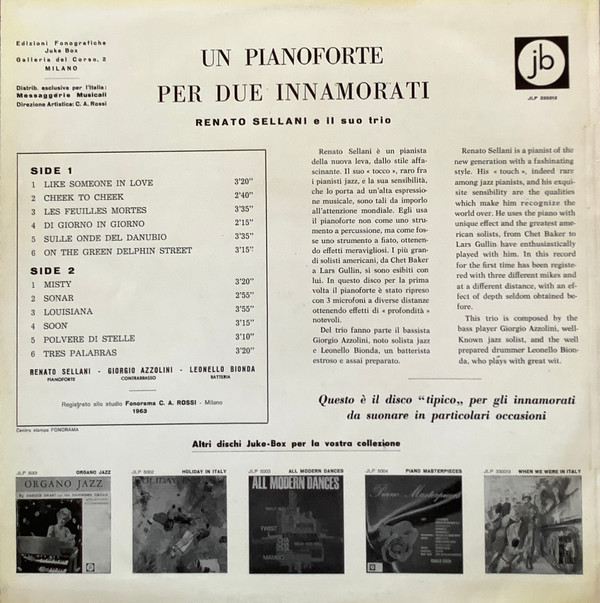 Edizioni Fonografiche
Juke Box
Galleria del Corso, 2
MILANO
Distrib. esclusiva per l'Italia:
Messaggerie Musicali
Direzione Artistica: C. A. Rossi
UN PIANOFORTE
PER DUE INNAMORATI
RENATO SELLANI e il suo trio
jb
SIDE 1
1 LIKE SOMEONE IN LOVE 3'20"
2 CHEEK TO CHEEK 2'40"
3 LES FEUILLES MORTES 3'35"
4 DI GIORNO IN GIORNO 2'15"
5 SULLE ONDE DEL DANUBIO 3'35"
6 ON THE GREEN DELPHIN STREET 3'15"
SIDE 2
1 MISTY 3'20"
2 SONAR 2'55"
3 LOUISIANA 3'55"
4 SOON 3'15"
5 POLVERE DI STELLE 3'10"
6 TRES PALABRAS 3'20"
RENATO SELLANI - GIORGIO AZZOLINI - LEONELLO BIONDA
PIANOFORTE CONTRABBASSO BATTERIA
Registrato allo studio Fonorama C. A. ROSSI - Milano
1963
Centro stampa FONORAMA
Renato Sellani è un pianista
della nuova leva, dallo stile affa-
scinante. Il suo « tocco », raro fra
i pianisti jazz, e la sua sensibilità,
che lo porta ad un'alta espressio-
ne musicale, sono tali da imporlo
all'attenzione mondiale. Egli usa
il pianoforte non come uno stru-
mento a percussione, ma come fos-
se uno strumento a fiato, ottenen-
do effetti meravigliosi. I più gran-
di solisti americani, da Chet Baker
a Lars Gullin, si sono esibiti con
lui. In questo disco per la prima
volta il pianoforte è stato ripreso
con 3 microfoni a diverse distanze
ottenendo effetti di « profondità »
notevoli.
Del trio fanno parte il bassista
Giorgio Azzolini, noto solista jazz
e Leonello Bionda, un batterista
estroso e assai preparato.
Renato Sellani is a pianist of the
new generation with a fashinating
style. His « touch », indeed rare
among jazz pianists, and his exqui-
site sensibility are the qualities
which make him recognize the
world over. He uses the piano with
unique effect and the greatest ame-
rican solists, from Chet Baker to
Lars Gullin have enthusiastically
played with him. In this record
for the first time has been registe-
red with three different mikes and
at a different distance, with an ef-
fect of depth seldom obtained be-
fore.
This trio is composed by the
bass player Giorgio Azzolini, well-
Known jazz solist, and the well
prepared drummer Leonello Bion-
da, who plays with great wit.
Questo è il disco "tipico„ per gli innamorati
da suonare in particolari occasioni
Altri dischi Juke-Box per la vostra collezione
JLP 5001 ORGANO JAZZ
JLP 5002 HOLIDAY IN ITALY
JLP 5003 ALL MODERN DANCES
JLP 5004 PIANO MASTERPIECES
WHEN WE WERE IN ITALY
ORGANO JAZZ
HOLIDAY IN ITALY
ALL MODERN DANCES
TWIST
Piano Masterpieces